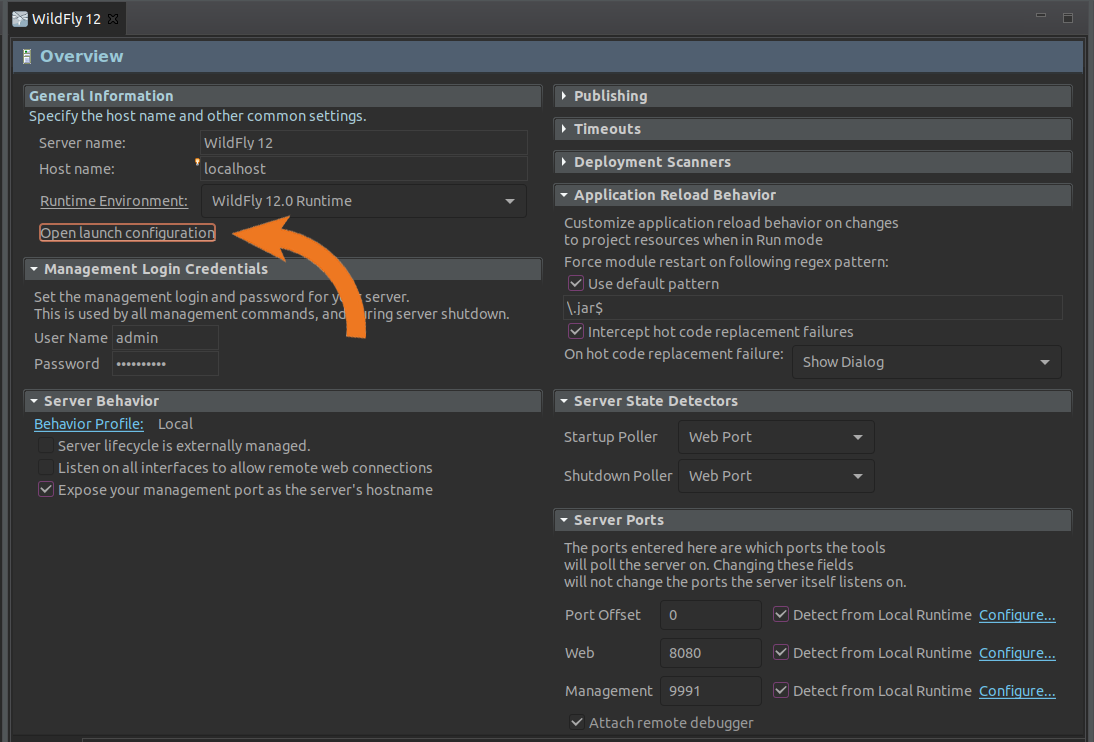 WildFly 12
Overview
General Information
Specify the host name and other common settings.
Server name: WildFly 12
Host name: localhost
Runtime Environment: WildFly 12.0 Runtime
Open launch configuration
Management Login Credentials
Set the management login and password for your server.
This is used by all management commands, and during server shutdown.
User Name admin
Password ••••••••••
Server Behavior
Behavior Profile: Local
Server lifecycle is externally managed.
Listen on all interfaces to allow remote web connections
Expose your management port as the server's hostname
Publishing
Timeouts
Deployment Scanners
Application Reload Behavior
Customize application reload behavior on changes
to project resources when in Run mode
Force module restart on following regex pattern:
Use default pattern
\.jar$
Intercept hot code replacement failures
On hot code replacement failure: Show Dialog
Server State Detectors
Startup Poller Web Port
Shutdown Poller Web Port
Server Ports
The ports entered here are which ports the tools
will poll the server on. Changing these fields
will not change the ports the server itself listens on.
Port Offset 0 Detect from Local Runtime Configure...
Web 8080 Detect from Local Runtime Configure...
Management 9991 Detect from Local Runtime Configure...
Attach remote debugger